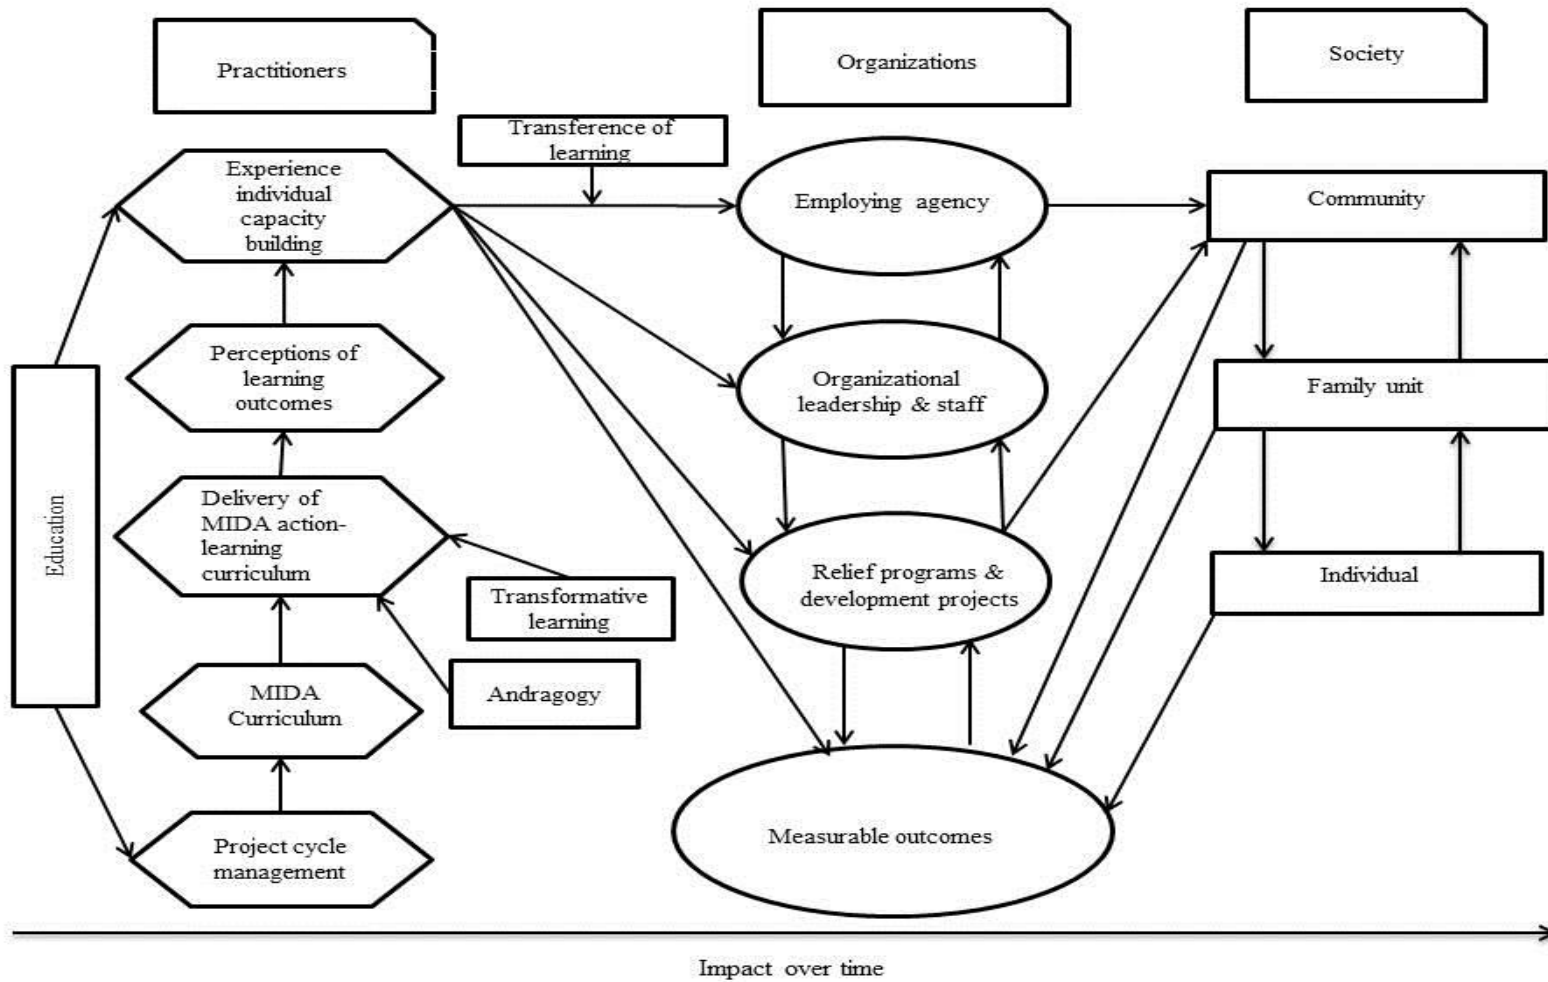 Practitioners
Organizations
Society
Transference of
learning
Experience
individual
capacity
building
Employing agency
Community
Perceptions of
learning
outcomes
Organizational
leadership & staff
Family unit
Education
Delivery of
MIDA action-
learning
curriculum
Transformative
learning
Relief programs &
development projects
Individual
MIDA
Curriculum
Andragogy
Project cycle
management
Measurable outcomes
Impact over time